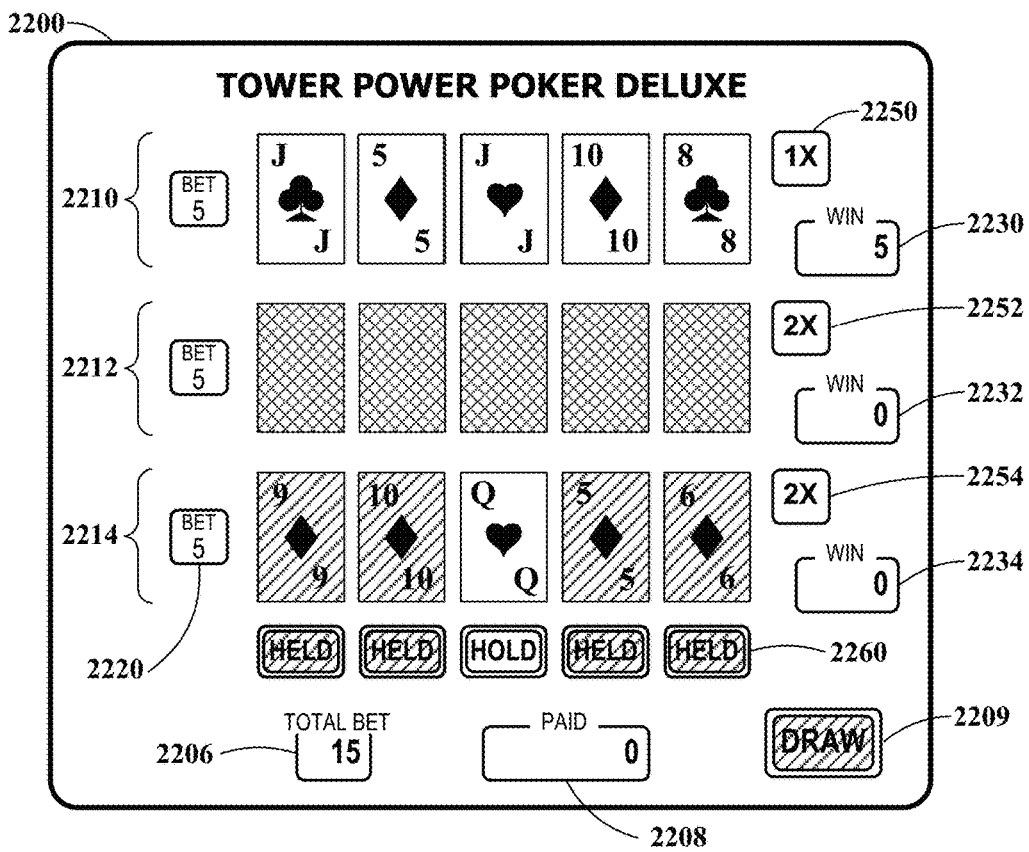 2200
TOWER POWER POKER DELUXE
2250
J 5 J 10 8 1X
2210 BET
5
J 5 J 10 8
WIN
5 2230
2X 2252
2212 BET
5
WIN
0 2232
9 10 Q 5 6 2X 2254
2214 BET
5
9 10 Q 5 6
WIN
0 2234
2220
HELD HELD HOLD HELD HELD 2260
TOTAL BET PAID
2206 15 0 DRAW 2209
2208